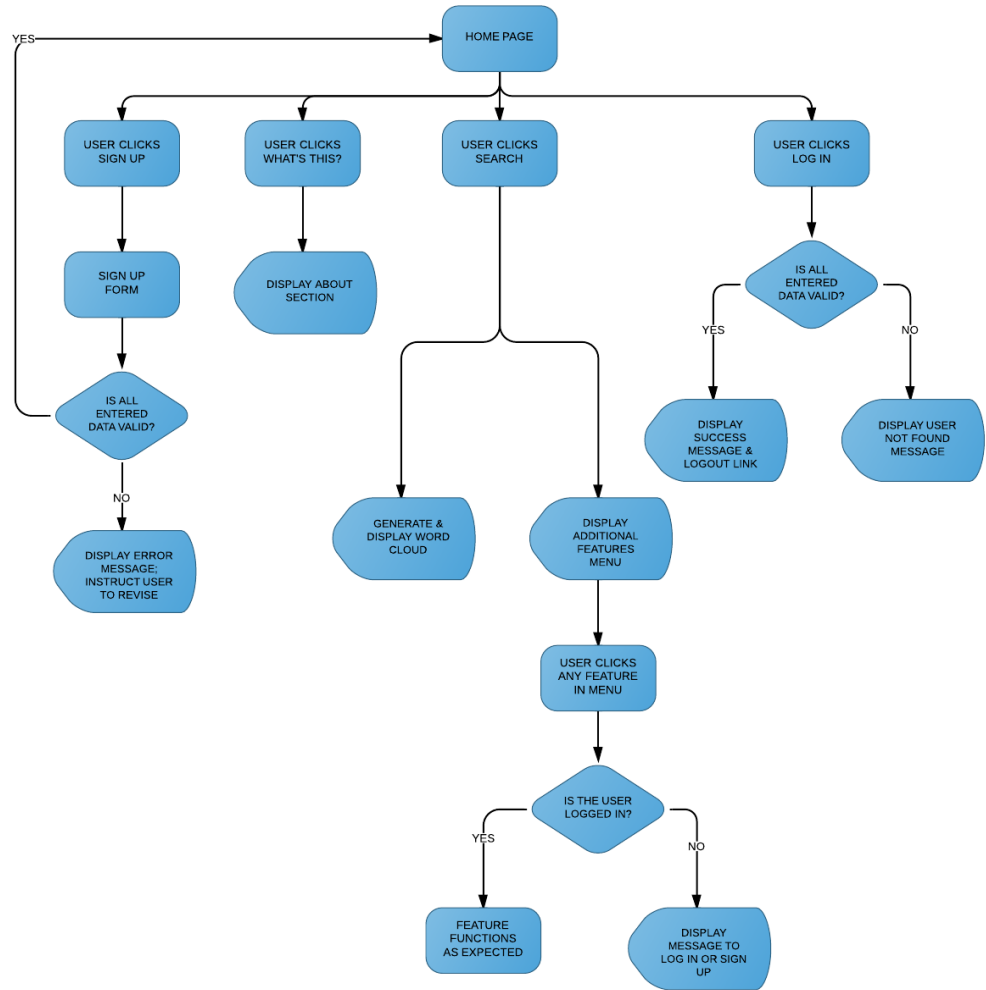 YES
HOME PAGE
USER CLICKS
SIGN UP
USER CLICKS
WHAT'S THIS?
USER CLICKS
SEARCH
USER CLICKS
LOG IN
SIGN UP
FORM
DISPLAY ABOUT
SECTION
IS ALL
ENTERED
DATA VALID?
YES
NO
IS ALL
ENTERED
DATA VALID?
DISPLAY
SUCCESS
MESSAGE &
LOGOUT LINK
DISPLAY USER
NOT FOUND
MESSAGE
NO
GENERATE &
DISPLAY WORD
CLOUD
DISPLAY
ADDITIONAL
FEATURES
MENU
DISPLAY ERROR
MESSAGE;
INSTRUCT USER
TO REVISE
USER CLICKS
ANY FEATURE
IN MENU
IS THE USER
LOGGED IN?
YES
NO
FEATURE
FUNCTIONS
AS EXPECTED
DISPLAY
MESSAGE TO
LOG IN OR SIGN
UP